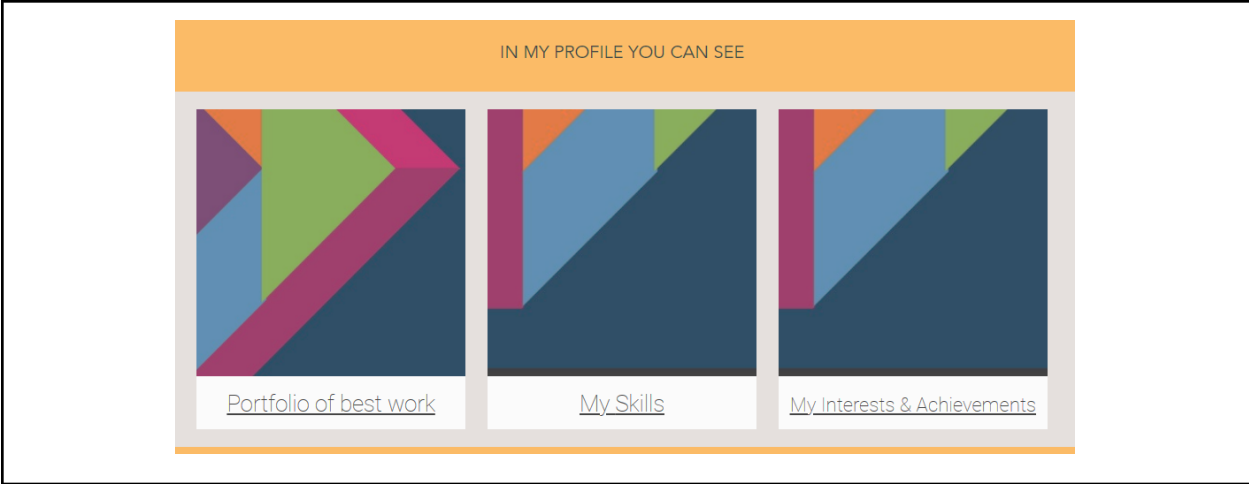 IN MY PROFILE YOU CAN SEE
Portfolio of best work
My Skills
My Interests & Achievements